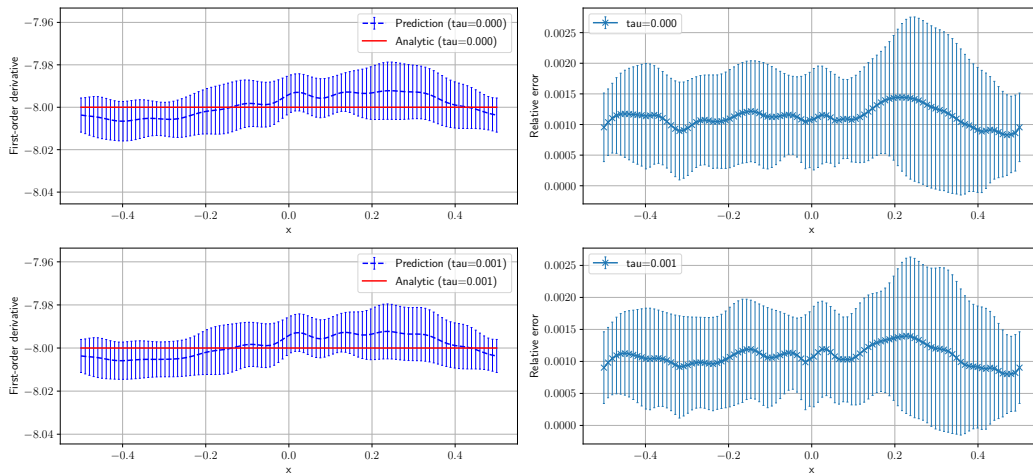 −7.96
−7.98
−8.00
−8.02
−8.04
First-order derivative
Prediction (tau=0.000)
Analytic (tau=0.000)
−0.4 −0.2 0.0 0.2 0.4
x
0.0025
0.0020
0.0015
0.0010
0.0005
0.0000
Relative error
tau=0.000
−0.4 −0.2 0.0 0.2 0.4
x
−7.96
−7.98
−8.00
−8.02
−8.04
First-order derivative
Prediction (tau=0.001)
Analytic (tau=0.001)
−0.4 −0.2 0.0 0.2 0.4
x
0.0025
0.0020
0.0015
0.0010
0.0005
0.0000
Relative error
tau=0.001
−0.4 −0.2 0.0 0.2 0.4
x